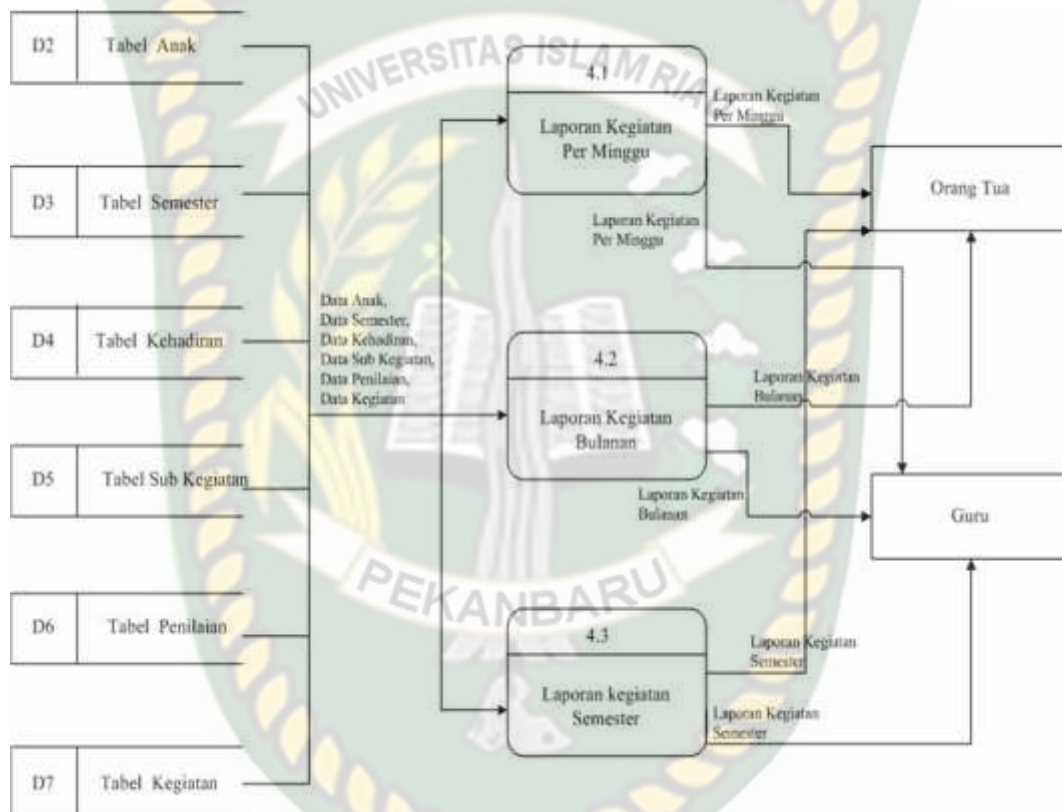 D2 Tabel Anak
D3 Tabel Semester
D4 Tabel Kehadiran
D5 Tabel Sub Kegiatan
D6 Tabel Penilaian
D7 Tabel Kegiatan
Data Anak,
Data Semester,
Data Kehadiran,
Data Sub Kegiatan,
Data Penilaian,
Data Kegiatan
UNIVERSITAS ISLAM RIAU
4.1
Laporan Kegiatan
Per Minggu
Laporan Kegiatan
Per Minggu
Laporan Kegiatan
Per Minggu
4.2
Laporan Kegiatan
Bulanan
Laporan Kegiatan
Bulanan
Laporan Kegiatan
Bulanan
PEKANBARU
4.3
Laporan kegiatan
Semester
Laporan Kegiatan
Semester
Laporan Kegiatan
Semester
Orang Tua
Guru